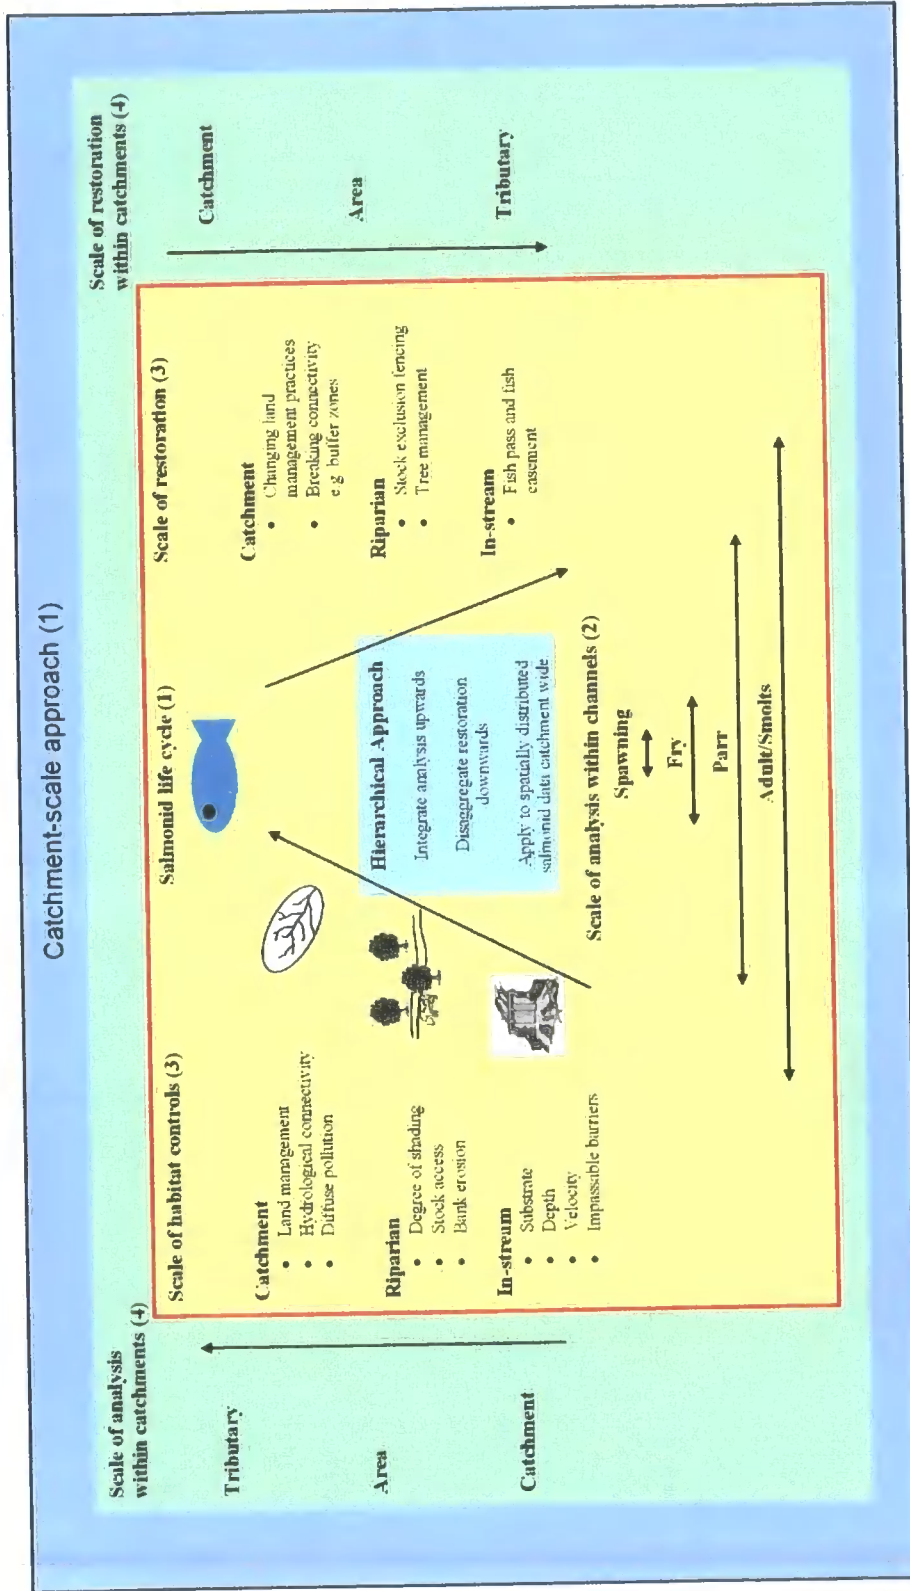 Catchment-scale approach (1)
Scale of analysis
within catchments (4)
Tributary
Area
Catchment
Scale of habitat controls (3)
Catchment
• Land management
• Hydrological connectivity
• Diffuse pollution
Riparian
• Degree of shading
• Stock access
• Bank erosion
In-stream
• Substrate
• Depth
• Velocity
• Impassable barriers
Salmonid life cycle (1)
Hierarchical Approach
Integrate analysis upwards
Disaggregate restoration
downwards
Apply to spatially distributed
salmonid data catchment wide
Scale of analysis within channels (2)
Spawning
Fry
Parr
Adult/Smolts
Scale of restoration (3)
Catchment
• Changing land
management practices
• Breaking connectivity
e.g buffer zones
Riparian
• Stock exclusion fencing
• Tree management
In-stream
• Fish pass and fish
easement
Scale of restoration
within catchments (4)
Catchment
Area
Tributary